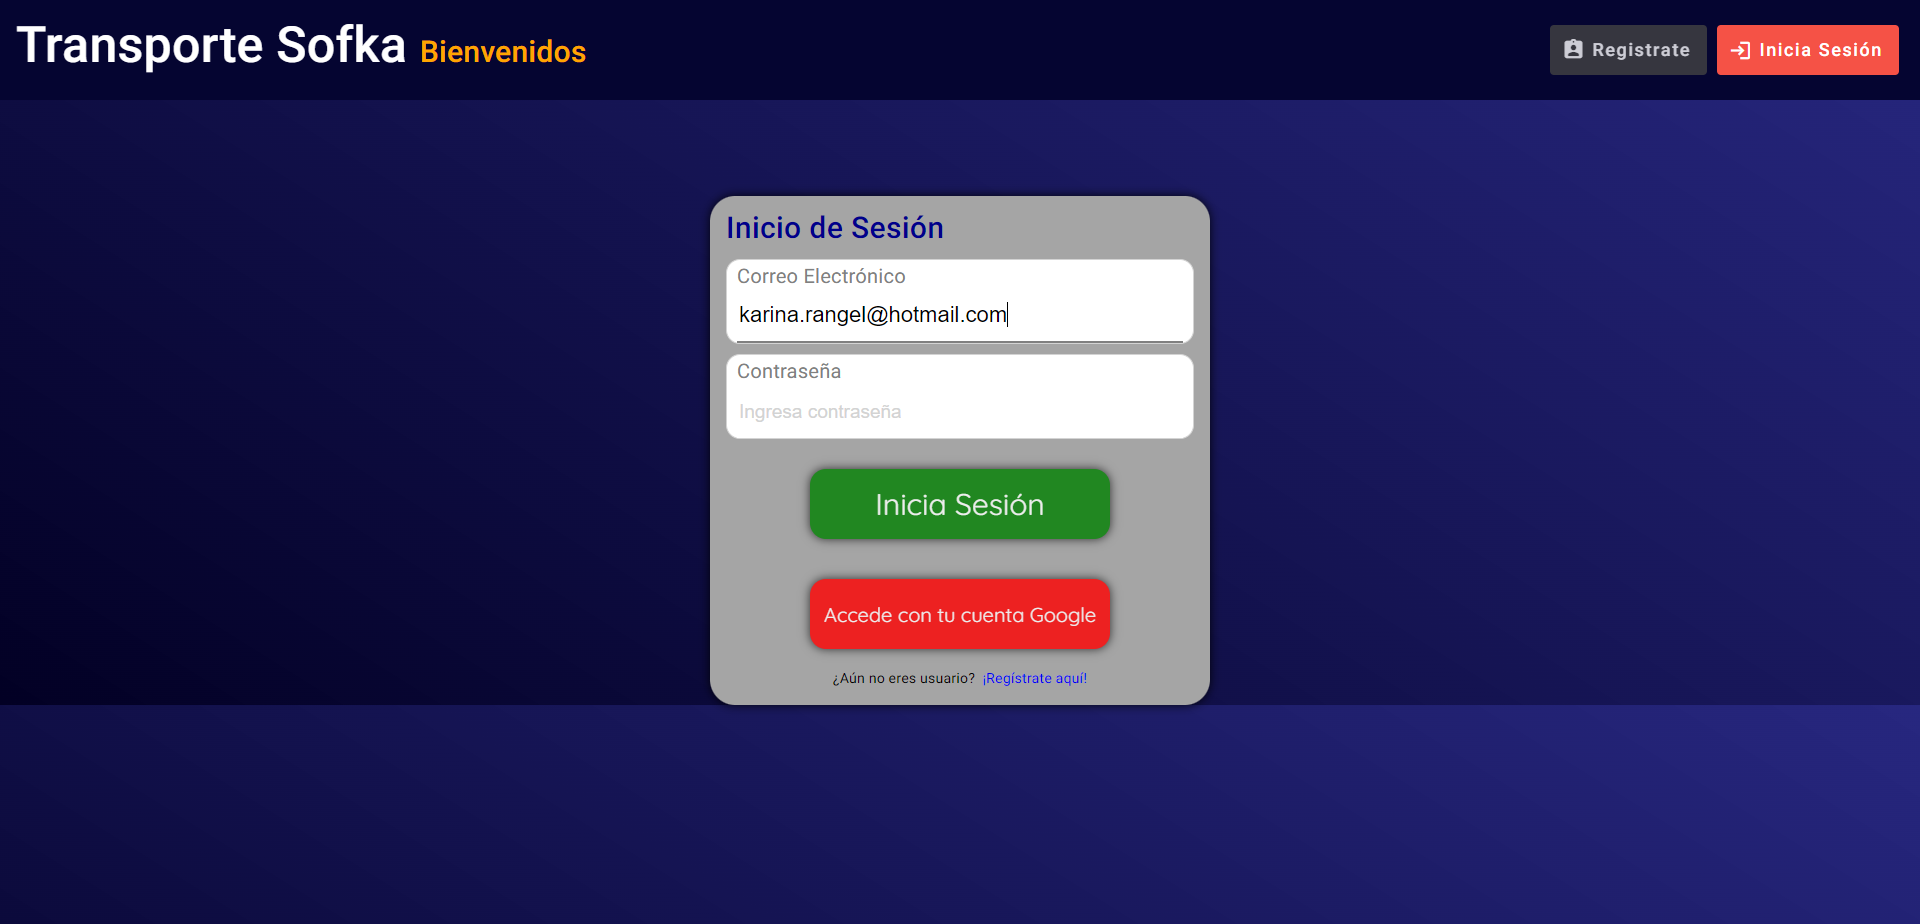 Transporte Sofka Bienvenidos
Registrate
Inicia Sesión
Inicio de Sesión
Correo Electrónico
karina.rangel@hotmail.com
Contraseña
Ingresa contraseña
Inicia Sesión
Accede con tu cuenta Google
¿Aún no eres usuario? ¡Regístrate aquí!